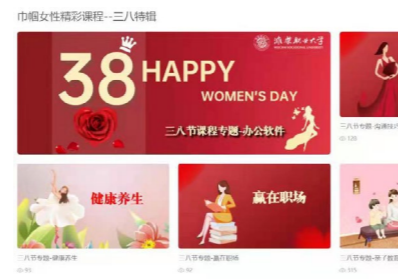 巾帼女性精彩课程--三八特辑
38 HAPPY
WOMEN'S DAY
三八节课程专题-办公软件
健康养生
赢在职场
三八节专题-健康养生
三八节专题-赢在职场